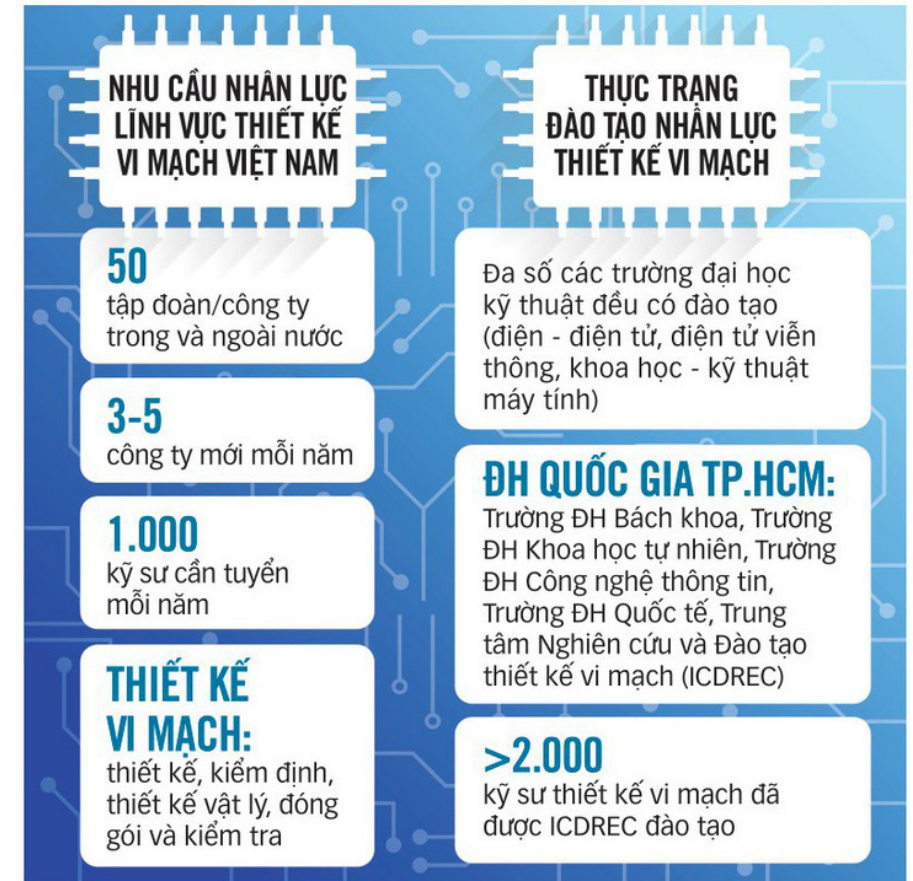 NHU CẦU NHÂN LỰC
LĨNH VỰC THIẾT KẾ
VI MẠCH VIỆT NAM
50
tập đoàn/công ty
trong và ngoài nước
3-5
công ty mới mỗi năm
1.000
kỹ sư cần tuyển
mỗi năm
THIẾT KẾ
VI MẠCH:
thiết kế, kiểm định,
thiết kế vật lý, đóng
gói và kiểm tra
THỰC TRẠNG
ĐÀO TẠO NHÂN LỰC
THIẾT KẾ VI MẠCH
Đa số các trường đại học
kỹ thuật đều có đào tạo
(điện - điện tử, điện tử viễn
thông, khoa học - kỹ thuật
máy tính)
ĐH QUỐC GIA TP.HCM:
Trường ĐH Bách khoa, Trường
ĐH Khoa học tự nhiên, Trường
ĐH Công nghệ thông tin,
Trường ĐH Quốc tế, Trung
tâm Nghiên cứu và Đào tạo
thiết kế vi mạch (ICDREC)
>2.000
kỹ sư thiết kế vi mạch đã
được ICDREC đào tạo